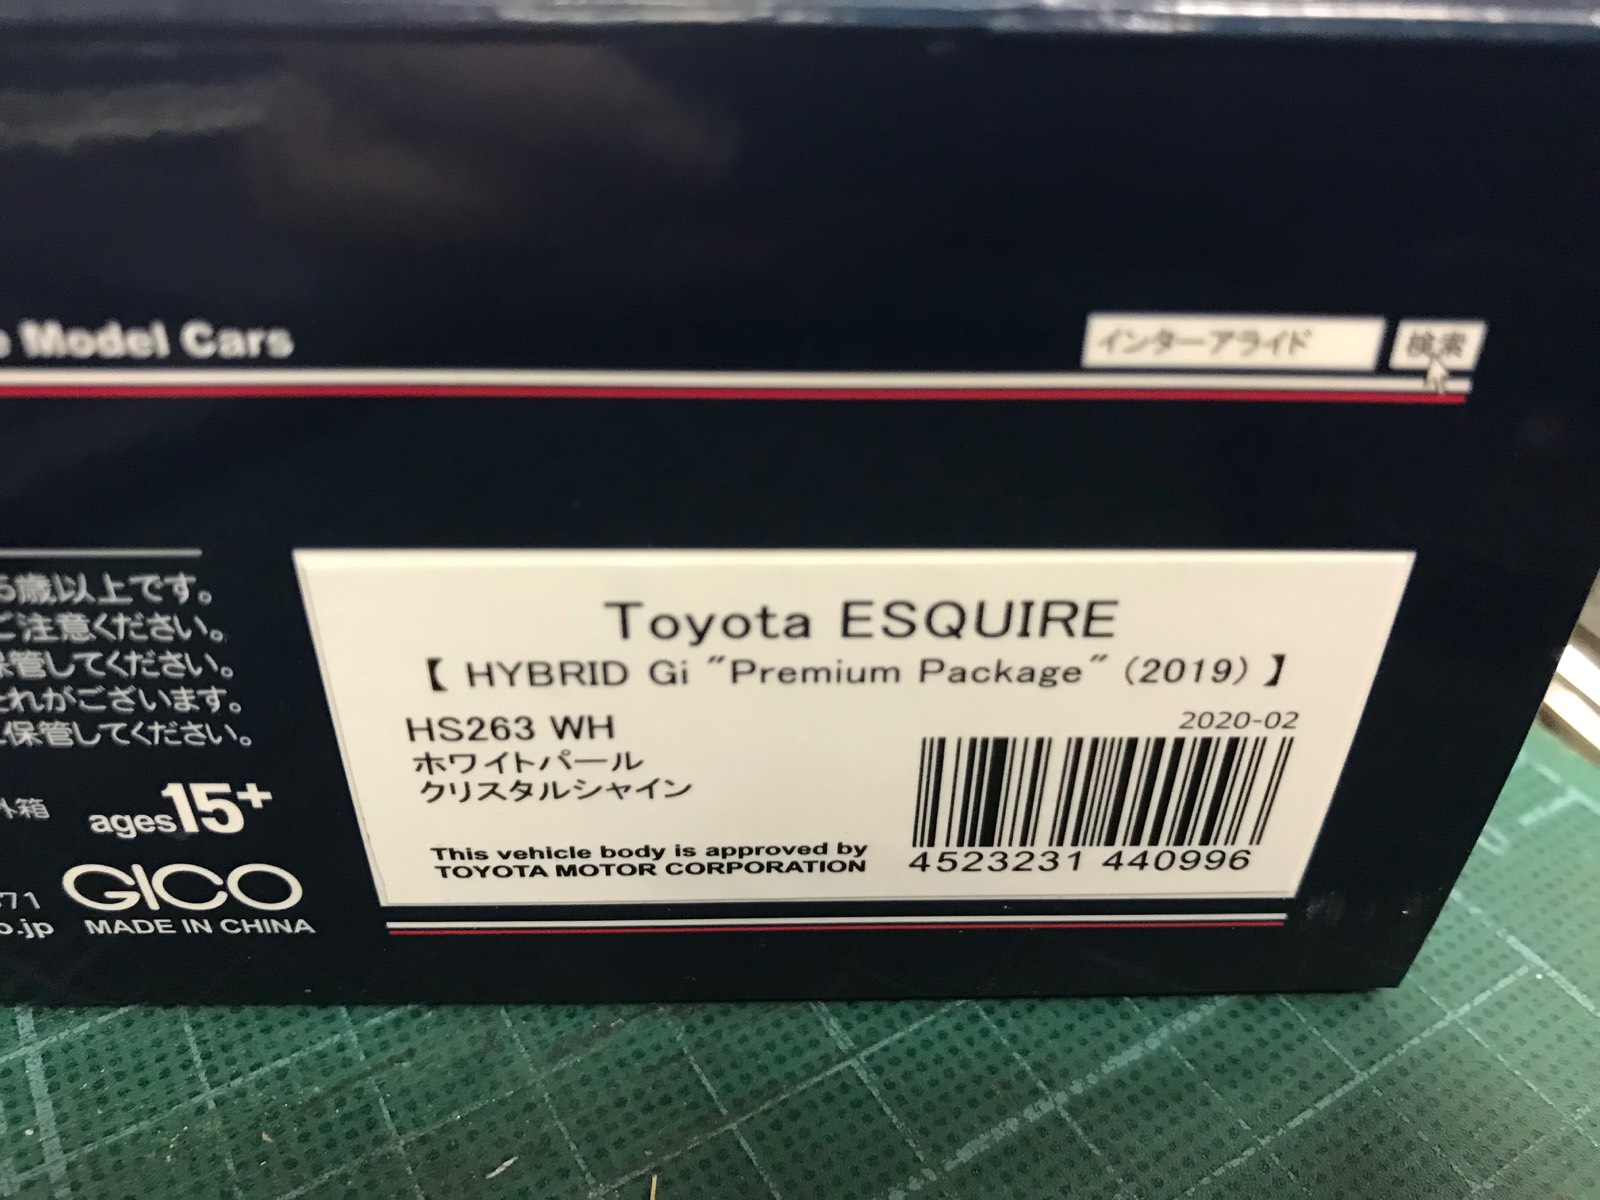 Model Cars
インターアライド 検索
歳以上です。
ご注意ください。
保管してください。
れがございます。
保管してください。
外箱
ages15+
71
GICO
o.jp
MADE IN CHINA
Toyota ESQUIRE
【 HYBRID Gi "Premium Package" (2019) 】
HS263 WH
2020-02
ホワイトパール
クリスタルシャイン
This vehicle body is approved by
TOYOTA MOTOR CORPORATION
4523231 440996